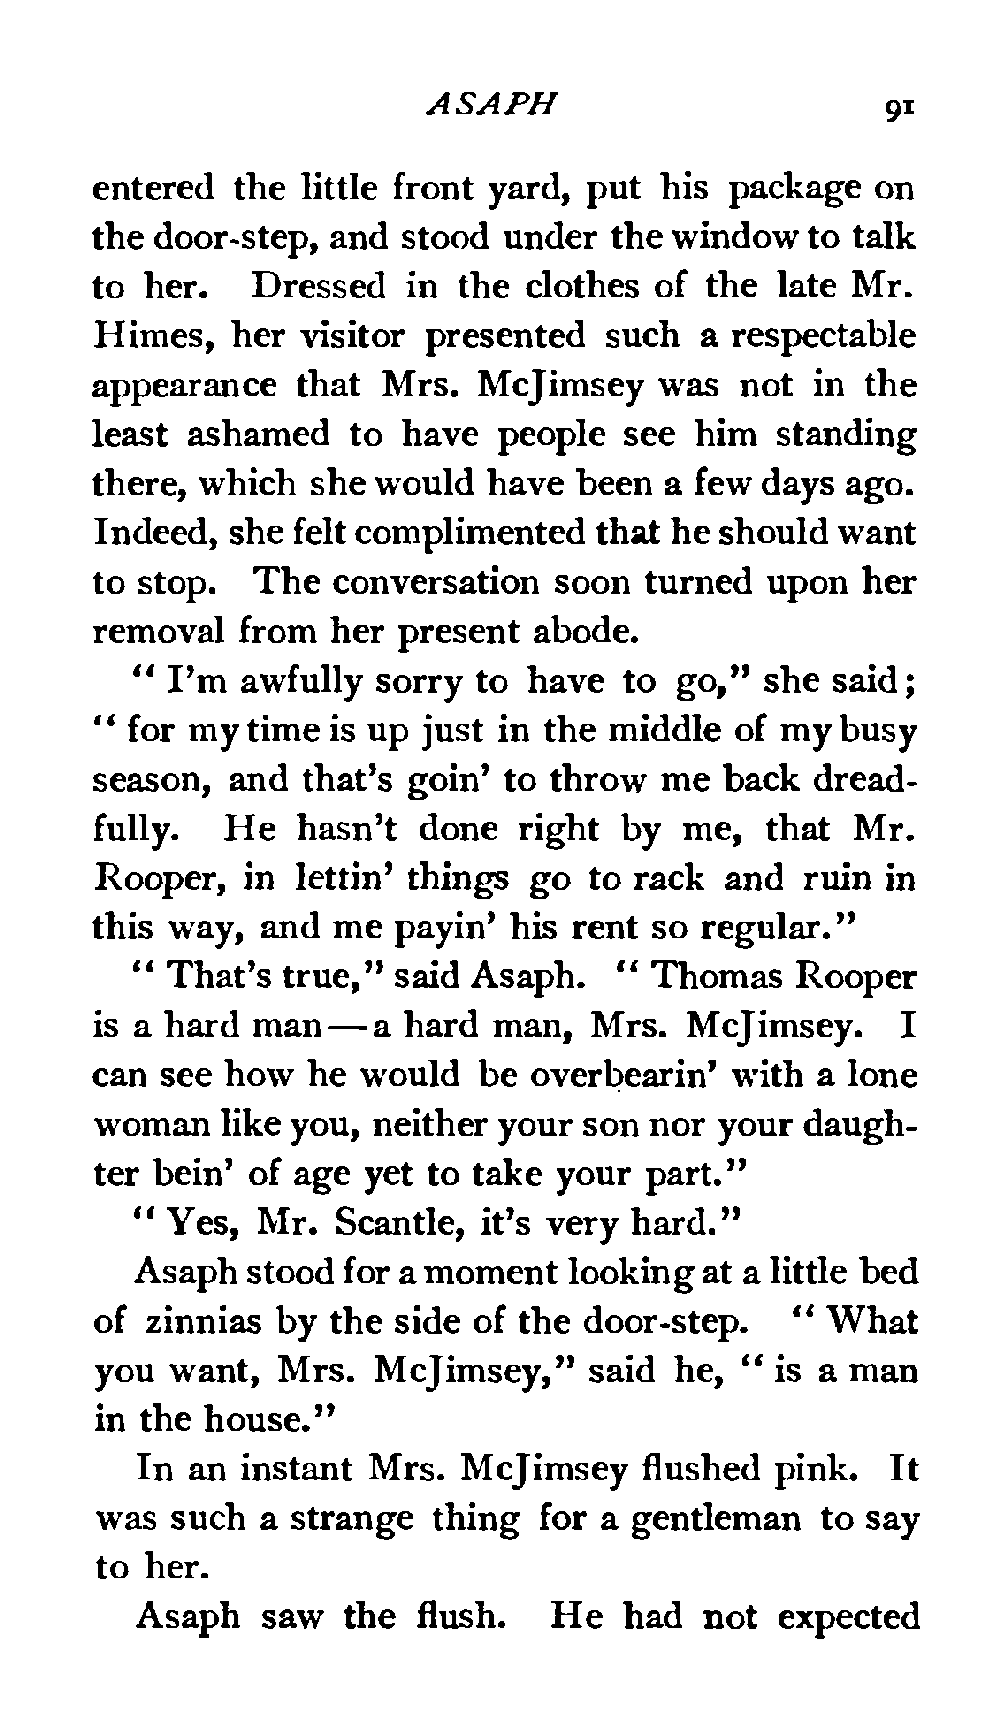 ASAPH 91
entered the little front yard, put his package on
the door-step, and stood under the window to talk
to her. Dressed in the clothes of the late Mr.
Himes, her visitor presented such a respectable
appearance that Mrs. McJimsey was not in the
least ashamed to have people see him standing
there, which she would have been a few days ago.
Indeed, she felt complimented that he should want
to stop. The conversation soon turned upon her
removal from her present abode.
“ I’m awfully sorry to have to go,” she said ;
“ for my time is up just in the middle of my busy
season, and that’s goin’ to throw me back dread-
fully. He hasn’t done right by me, that Mr.
Rooper, in lettin’ things go to rack and ruin in
this way, and me payin’ his rent so regular.”
“ That’s true,” said Asaph. “ Thomas Rooper
is a hard man — a hard man, Mrs. McJimsey. I
can see how he would be overbearin’ with a lone
woman like you, neither your son nor your daugh-
ter bein’ of age yet to take your part.”
“ Yes, Mr. Scantle, it’s very hard.”
Asaph stood for a moment looking at a little bed
of zinnias by the side of the door-step. “ What
you want, Mrs. McJimsey,” said he, “ is a man
in the house.”
In an instant Mrs. McJimsey flushed pink. It
was such a strange thing for a gentleman to say
to her.
Asaph saw the flush. He had not expected